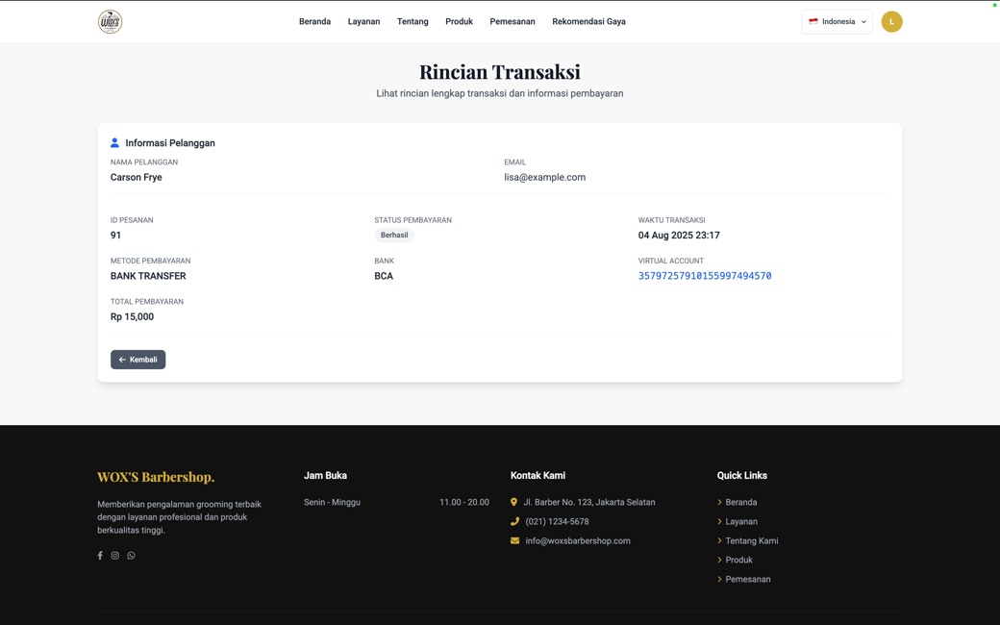 WOX'S
Beranda
Layanan
Tentang
Produk
Pemesanan
Rekomendasi Gaya
Indonesia
L
Rincian Transaksi
Lihat rincian lengkap transaksi dan informasi pembayaran
Informasi Pelanggan
NAMA PELANGGAN
Carson Frye
EMAIL
lisa@example.com
ID PESANAN
91
STATUS PEMBAYARAN
Berhasil
WAKTU TRANSAKSI
04 Aug 2025 23:17
METODE PEMBAYARAN
BANK TRANSFER
BANK
BCA
VIRTUAL ACCOUNT
35797257910155997494570
TOTAL PEMBAYARAN
Rp 15,000
Kembali
WOX'S Barbershop.
Memberikan pengalaman grooming terbaik
dengan layanan profesional dan produk
berkualitas tinggi.
Jam Buka
Senin - Minggu
11.00 - 20.00
Kontak Kami
Jl. Barber No. 123, Jakarta Selatan
(021) 1234-5678
info@woxsbarbershop.com
Quick Links
Beranda
Layanan
Tentang Kami
Produk
Pemesanan